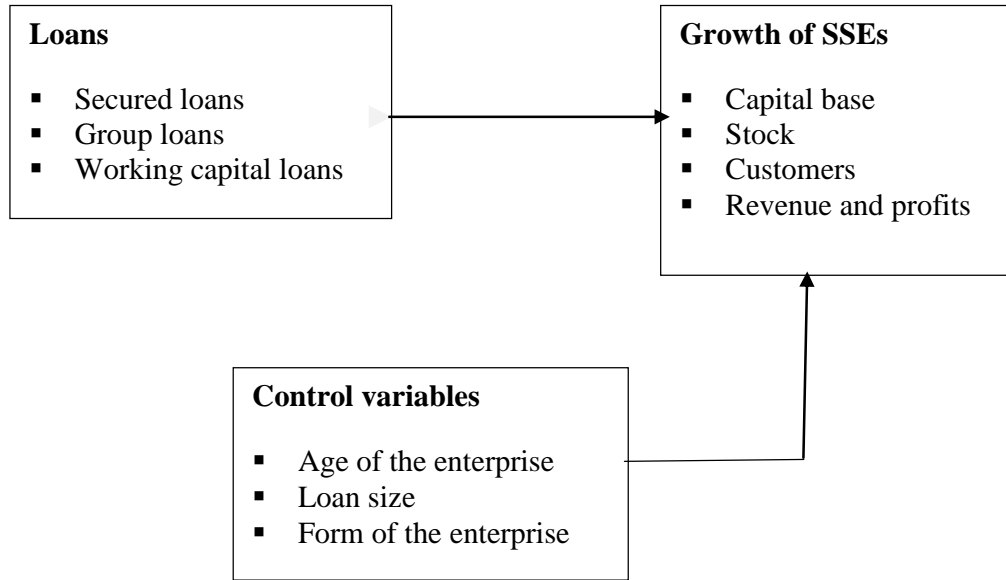 Loans
▪ Secured loans
▪ Group loans
▪ Working capital loans
Growth of SSEs
▪ Capital base
▪ Stock
▪ Customers
▪ Revenue and profits
Control variables
▪ Age of the enterprise
▪ Loan size
▪ Form of the enterprise